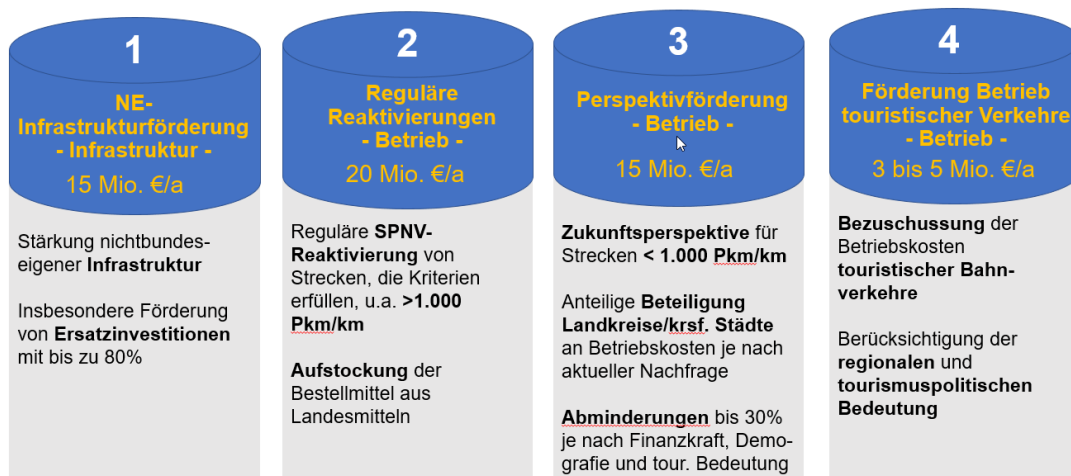 1
NE-
Infrastrukturförderung
- Infrastruktur -
15 Mio. €/a
Stärkung nichtbundes-
eigener Infrastruktur
Insbesondere Förderung
von Ersatzinvestitionen
mit bis zu 80%
2
Reguläre
Reaktivierungen
- Betrieb -
20 Mio. €/a
Reguläre SPNV-
Reaktivierung von
Strecken, die Kriterien
erfüllen, u.a. >1.000
Pkm/km
Aufstockung der
Bestellmittel aus
Landesmitteln
3
Perspektivförderung
- Betrieb -
15 Mio. €/a
Zukunftsperspektive für
Strecken < 1.000 Pkm/km
Anteilige Beteiligung
Landkreise/krsf. Städte
an Betriebskosten je nach
aktueller Nachfrage
Abminderungen bis 30%
je nach Finanzkraft, Demo-
grafie und tour. Bedeutung
4
Förderung Betrieb
touristischer Verkehre
- Betrieb -
3 bis 5 Mio. €/a
Bezuschussung der
Betriebskosten
touristischer Bahn-
verkehre
Berücksichtigung der
regionalen und
tourismuspolitischen
Bedeutung